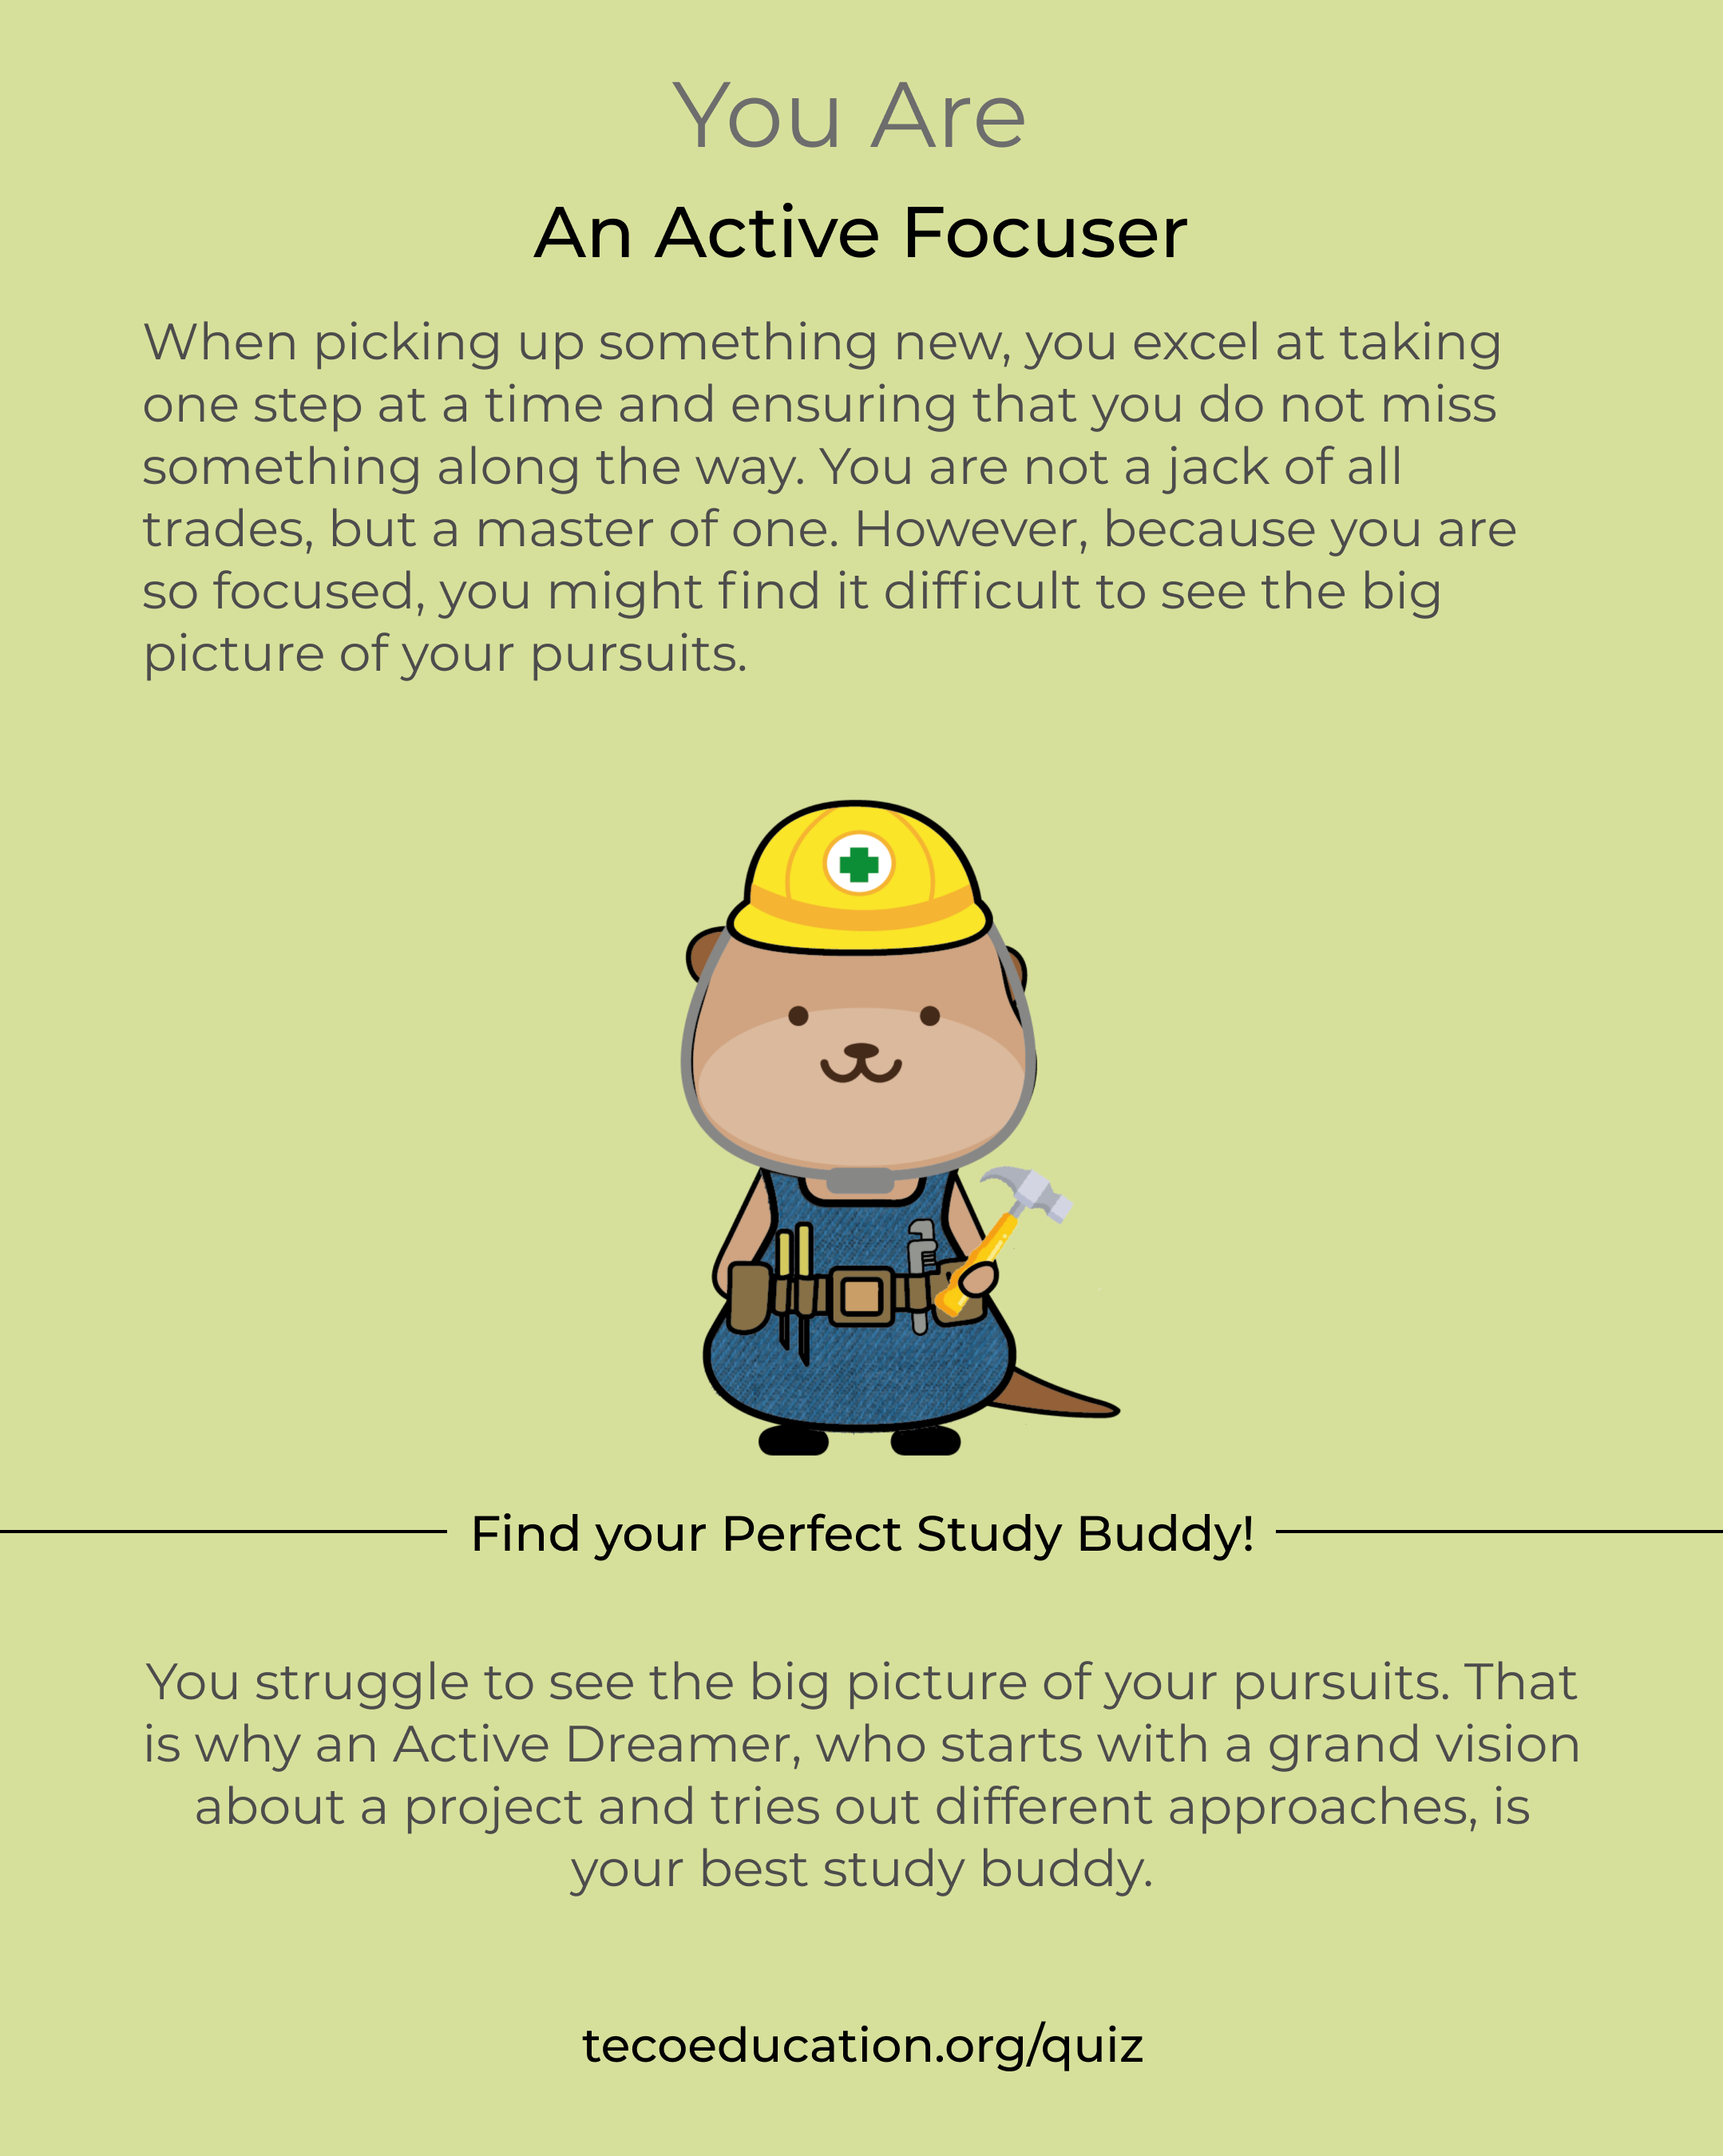 You Are
An Active Focuser
When picking up something new, you excel at taking
one step at a time and ensuring that you do not miss
something along the way. You are not a jack of all
trades, but a master of one. However, because you are
so focused, you might find it difficult to see the big
picture of your pursuits.
Find your Perfect Study Buddy!
You struggle to see the big picture of your pursuits. That
is why an Active Dreamer, who starts with a grand vision
about a project and tries out different approaches, is
your best study buddy.
tecoeducation.org/quiz